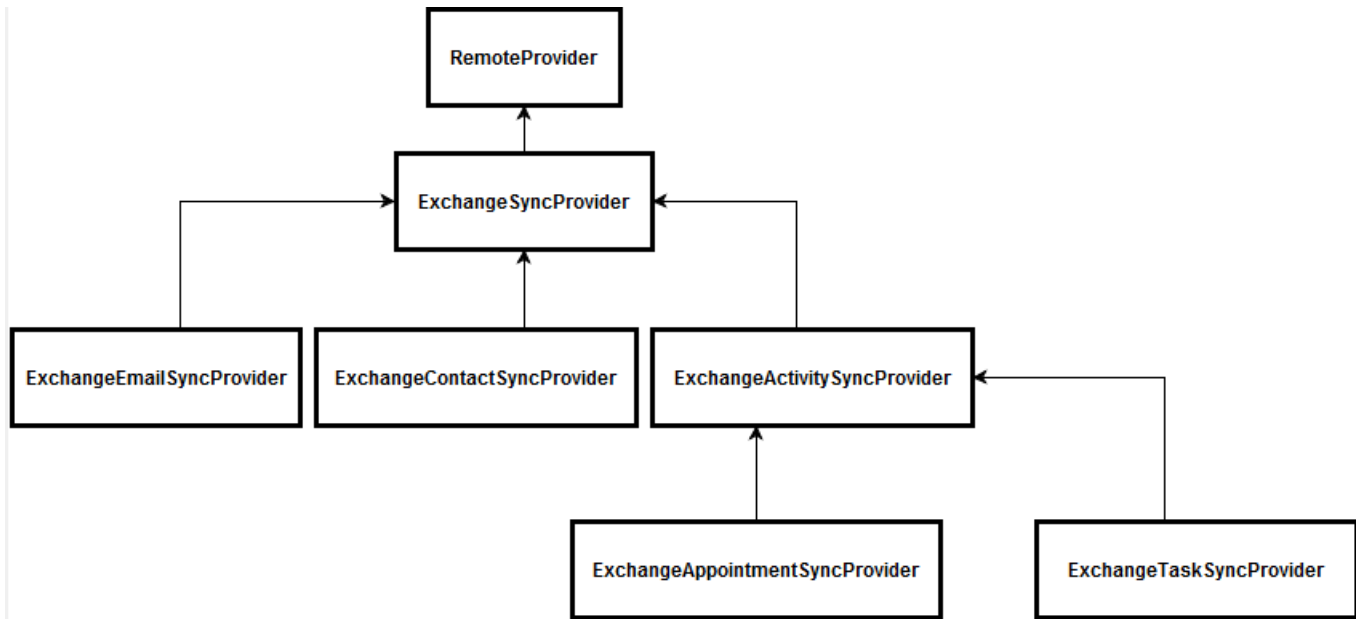 RemoteProvider
ExchangeSyncProvider
ExchangeEmailSyncProvider
ExchangeContactSyncProvider
ExchangeActivitySyncProvider
ExchangeAppointmentSyncProvider
ExchangeTaskSyncProvider